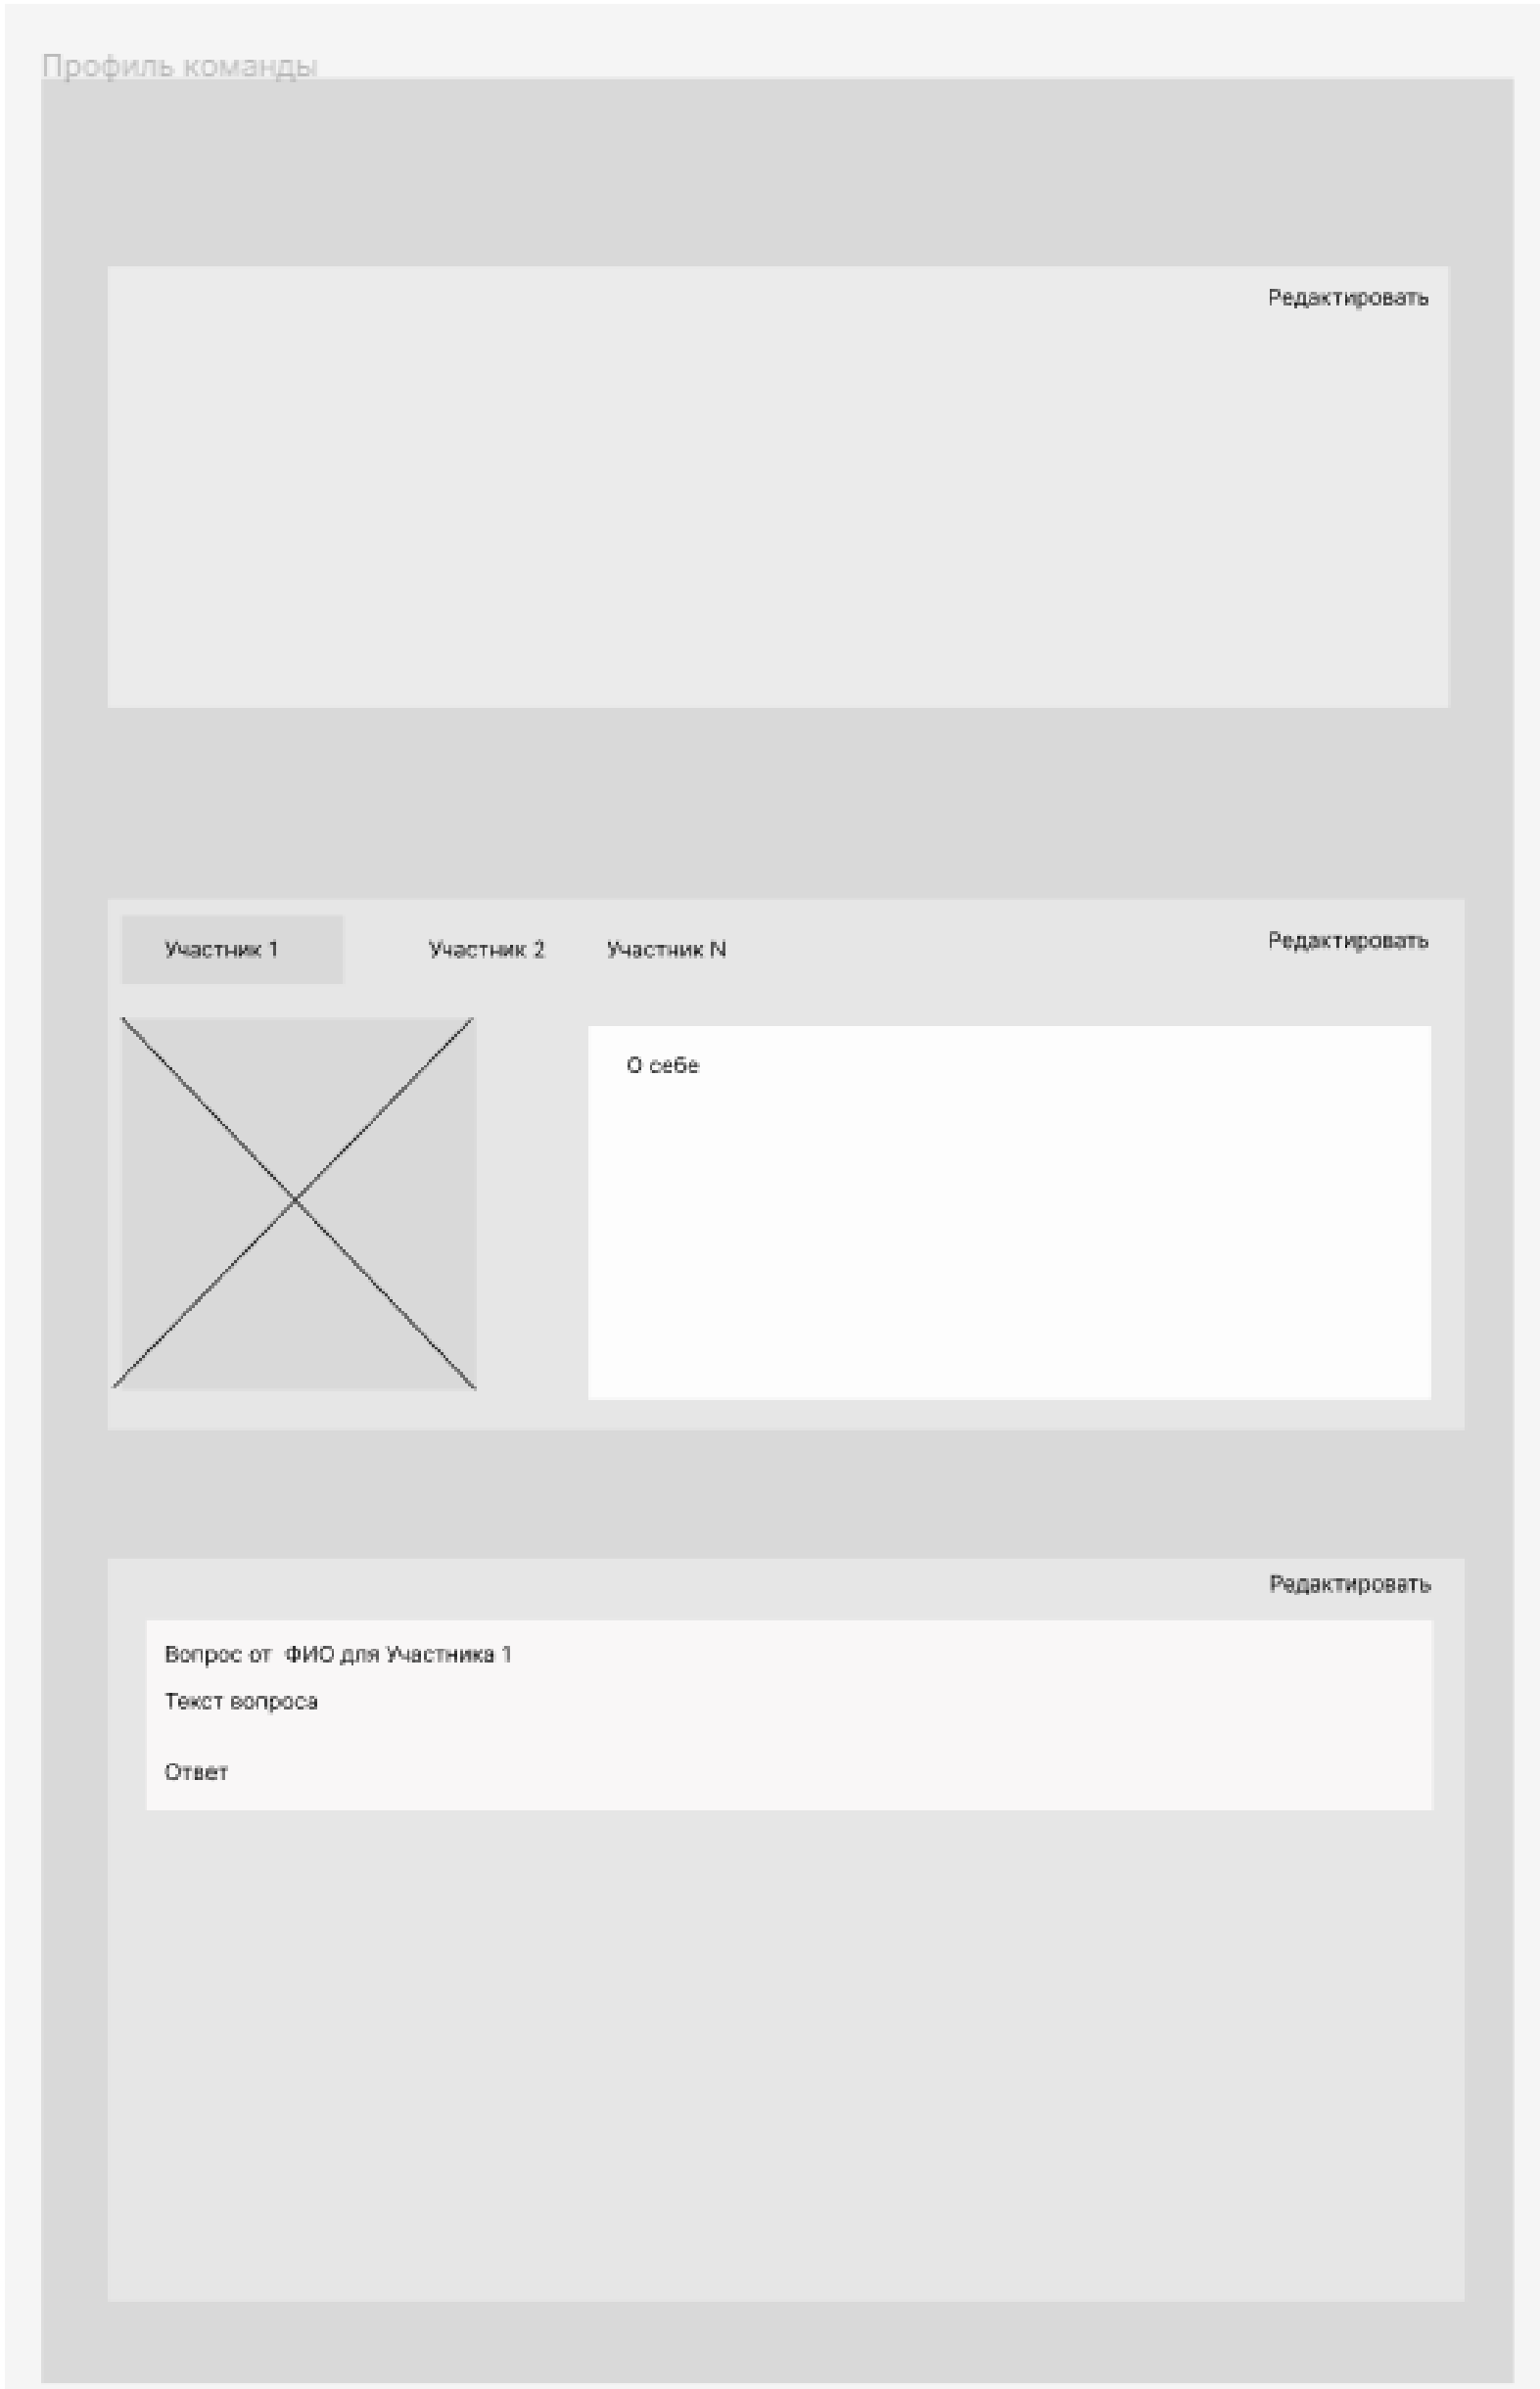 Профиль команды
Редактировать
Участник 1 Участник 2 Участник N Редактировать
О себе
Редактировать
Вопрос от ФИО для Участника 1
Текст вопроса
Ответ